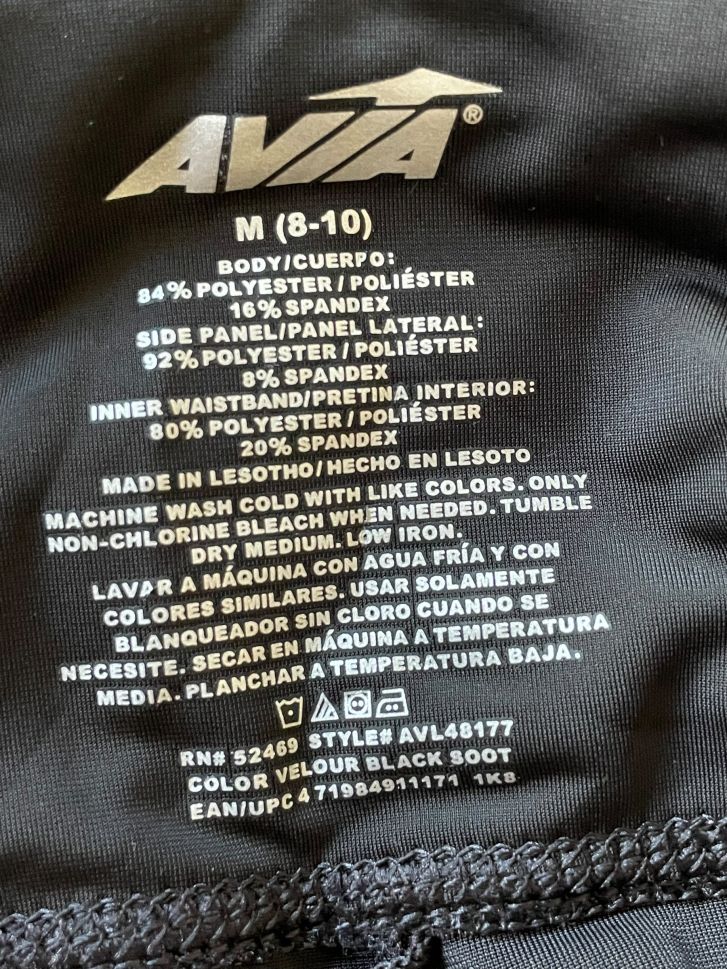 AVIA®
M (8-10)
BODY/CUERPO:
84% POLYESTER / POLIÉSTER
16% SPANDEX
SIDE PANEL/PANEL LATERAL:
92% POLYESTER / POLIÉSTER
8% SPANDEX
INNER WAISTBAND/PRETINA INTERIOR:
80% POLYESTER / POLIÉSTER
20% SPANDEX
MADE IN LESOTHO/HECHO EN LESOTO
MACHINE WASH COLD WITH LIKE COLORS. ONLY
NON-CHLORINE BLEACH WHEN NEEDED. TUMBLE
DRY MEDIUM. LOW IRON.
LAVAR A MÁQUINA CON AGUA FRÍA Y CON
COLORES SIMILARES. USAR SOLAMENTE
BLANQUEADOR SIN CLORO CUANDO SE
NECESITE. SECAR EN MÁQUINA A TEMPERATURA
MEDIA. PLANCHAR A TEMPERATURA BAJA.
RN# 52469 STYLE# AVL48177
COLOR VELOUR BLACK SOOT
EAN/UPC 4 71984911171 1K8